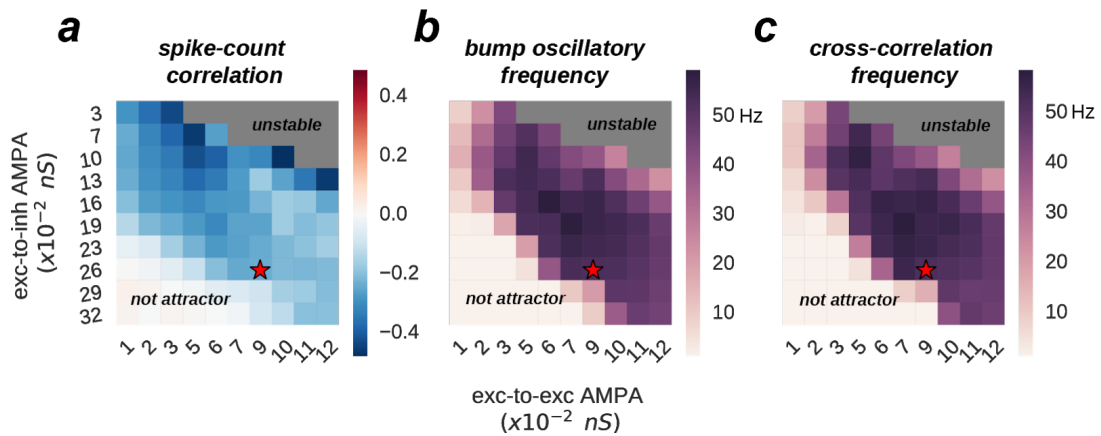 a
spike-count
correlation
b
bump oscillatory
frequency
c
cross-correlation
frequency
exc-to-inh AMPA
(x10⁻² nS)
3
7
10
13
16
19
23
26
29
32
unstable
not attractor
1 2 3 5 7 9 10 11 12
0.4
0.2
0.0
−0.2
−0.4
unstable
not attractor
1 2 3 5 6 7 9 10 11 12
50 Hz
40
30
20
10
unstable
not attractor
1 2 3 5 6 7 9 10 11 12
50 Hz
40
30
20
10
exc-to-exc AMPA
(x10⁻² nS)